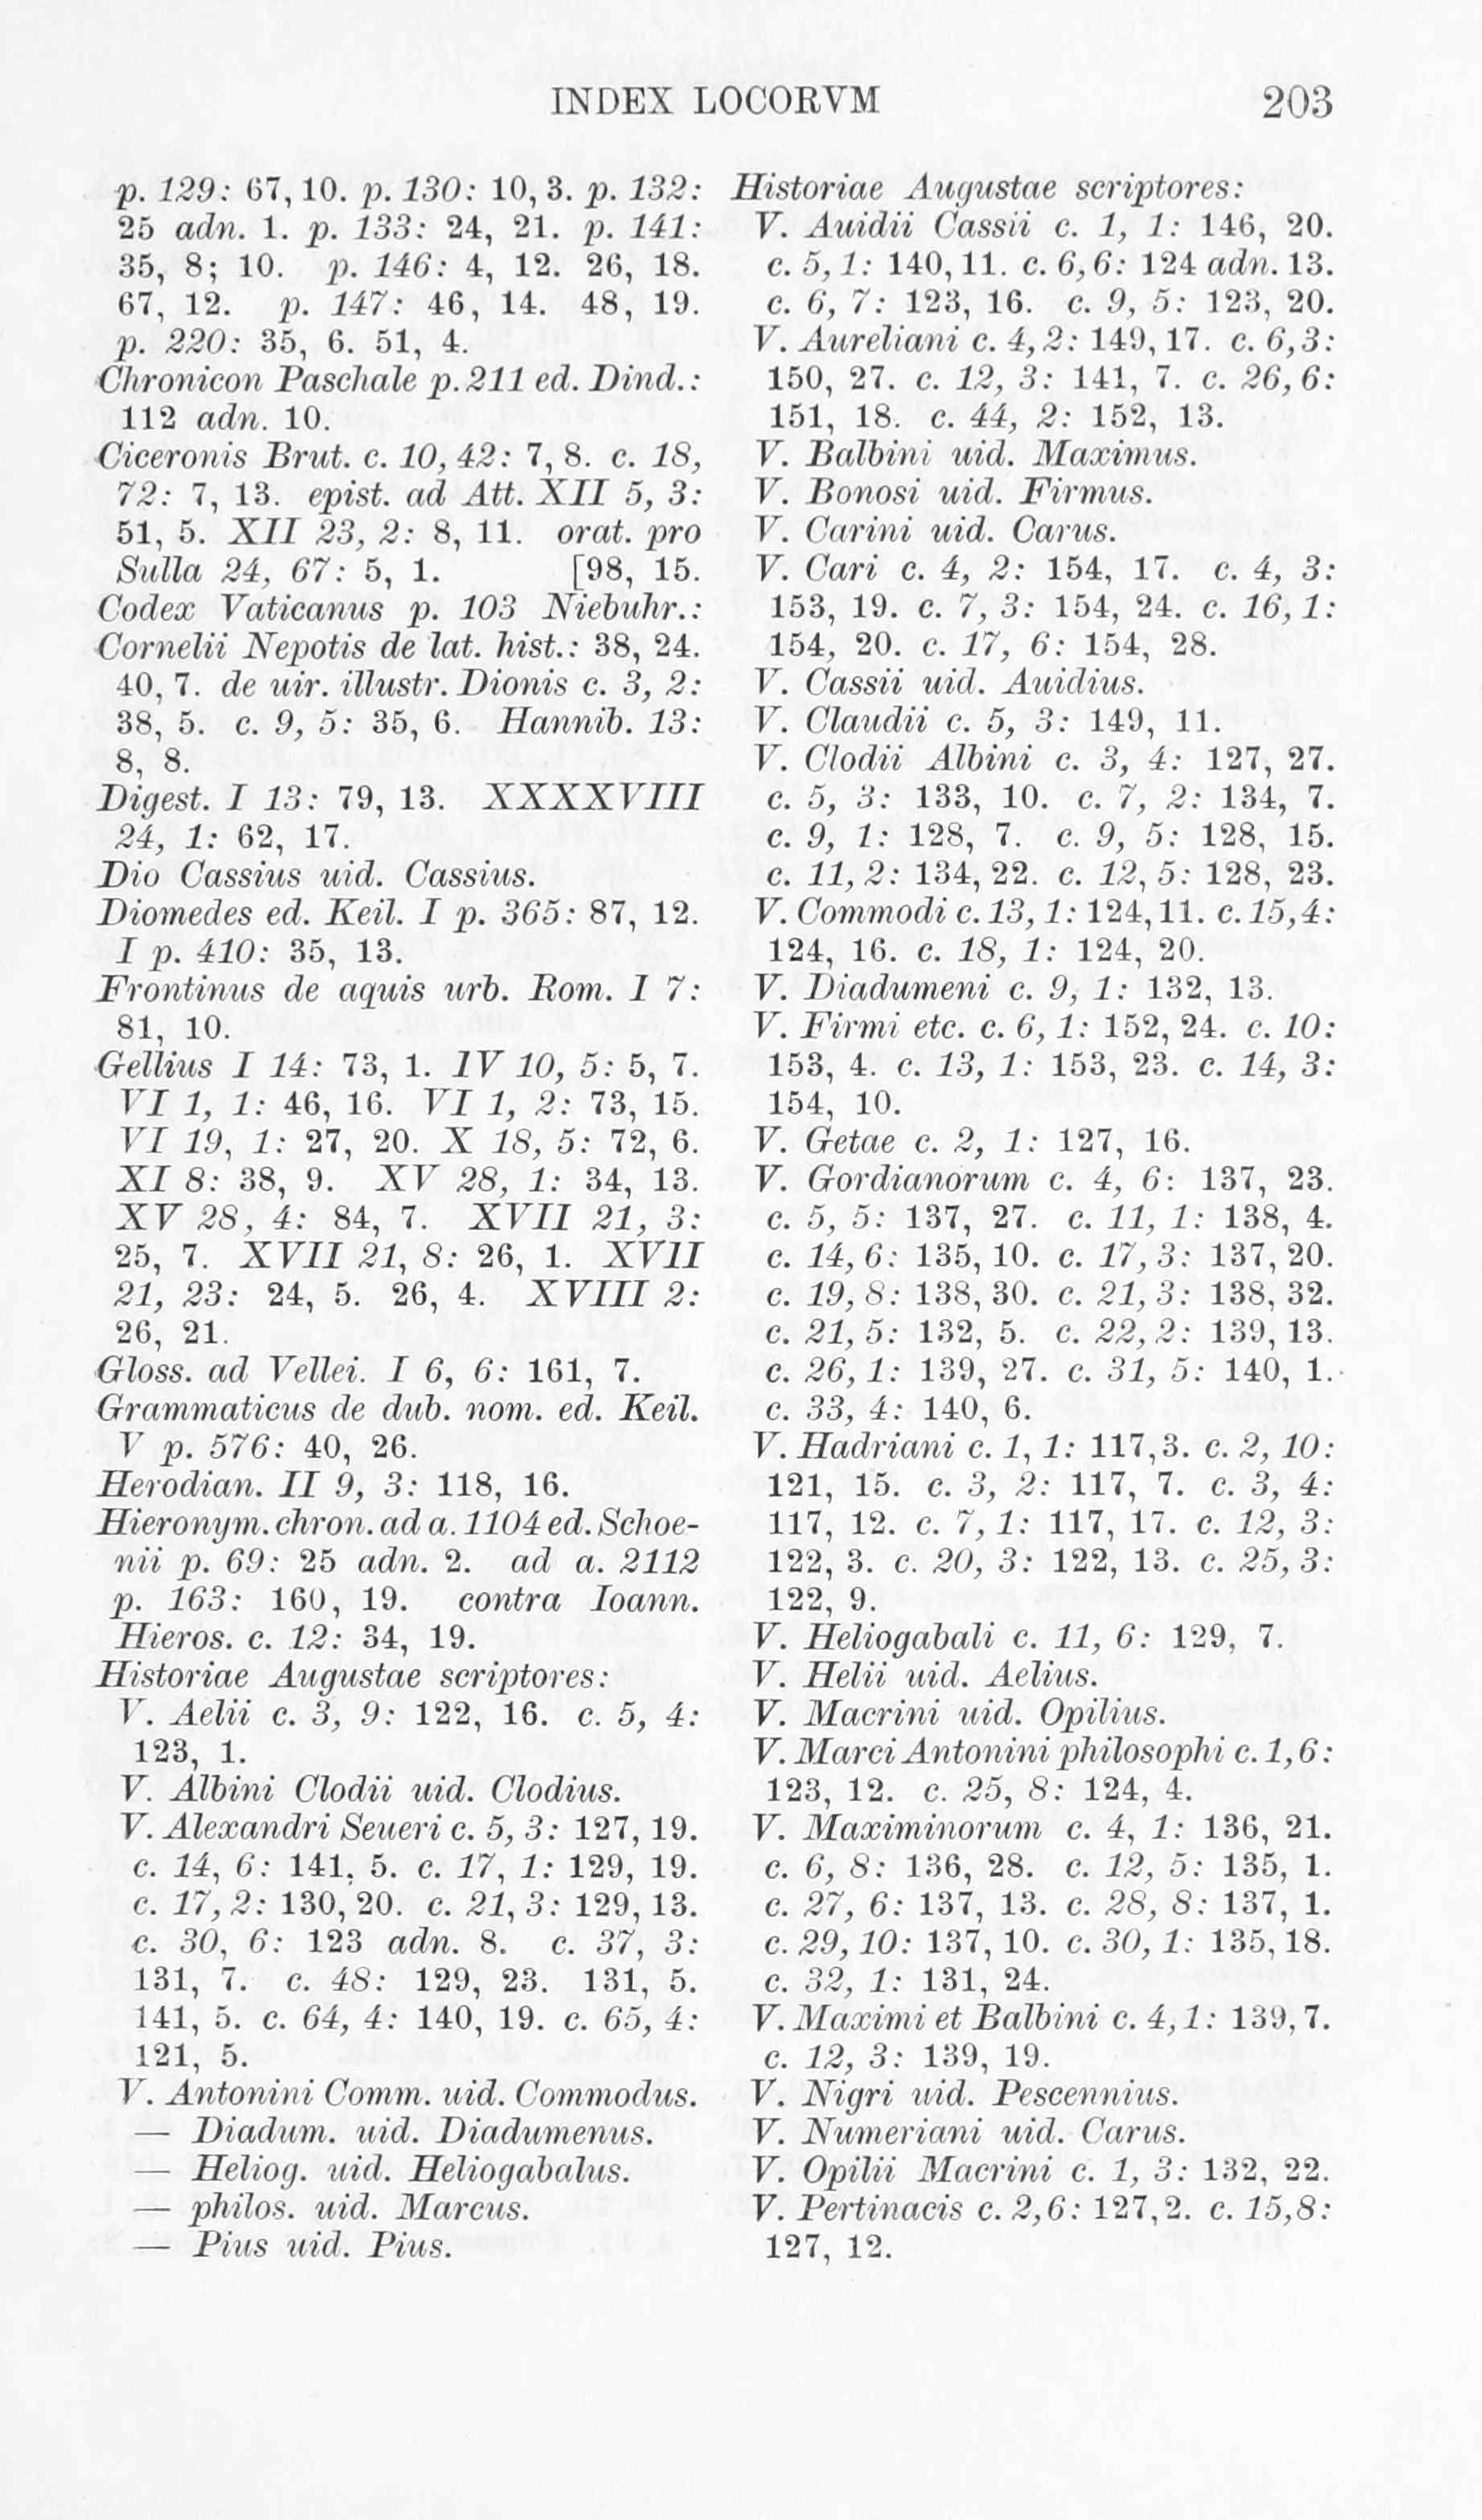 INDEX LOCORVM 203
p. 129: 67, 10. p. 130: 10, 3. p. 132:
25 adn. 1. p. 133: 24, 21. p. 141:
35, 8; 10. p. 146: 4, 12. 26, 18.
67, 12. p. 147: 46, 14. 48, 19.
p. 220: 35, 6. 51, 4.
Chronicon Paschale p. 211 ed. Dind.:
112 adn. 10.
Ciceronis Brut. c. 10, 42: 7, 8. c. 18,
72: 7, 13. epist. ad Att. XII 5, 3:
51, 5. XII 23, 2: 8, 11. orat. pro
Sulla 24, 67: 5, 1. [98, 15.
Codex Vaticanus p. 103 Niebuhr.:
Cornelii Nepotis de lat. hist.: 38, 24.
40, 7. de uir. illustr. Dionis c. 3, 2:
38, 5. c. 9, 5: 35, 6. Hannib. 13:
8, 8.
Digest. I 13: 79, 13. XXXXVIII
24, 1: 62, 17.
Dio Cassius uid. Cassius.
Diomedes ed. Keil. I p. 365: 87, 12.
I p. 410: 35, 13.
Frontinus de aquis urb. Rom. I 7:
81, 10.
Gellius I 14: 73, 1. IV 10, 5: 5, 7.
VI 1, 1: 46, 16. VI 1, 2: 73, 15.
VI 19, 1: 27, 20. X 18, 5: 72, 6.
XI 8: 38, 9. XV 28, 1: 34, 13.
XV 28, 4: 84, 7. XVII 21, 3:
25, 7. XVII 21, 8: 26, 1. XVII
21, 23: 24, 5. 26, 4. XVIII 2:
26, 21.
Gloss. ad Vellei. I 6, 6: 161, 7.
Grammaticus de dub. nom. ed. Keil.
V p. 576: 40, 26.
Herodian. II 9, 3: 118, 16.
Hieronym. chron. ad a. 1104 ed. Schoe-
nii p. 69: 25 adn. 2. ad a. 2112
p. 163: 160, 19. contra Ioann.
Hieros. c. 12: 34, 19.
Historiae Augustae scriptores:
V. Aelii c. 3, 9: 122, 16. c. 5, 4:
123, 1.
V. Albini Clodii uid. Clodius.
V. Alexandri Seueri c. 5, 3: 127, 19.
c. 14, 6: 141, 5. c. 17, 1: 129, 19.
c. 17, 2: 130, 20. c. 21, 3: 129, 13.
c. 30, 6: 123 adn. 8. c. 37, 3:
131, 7. c. 48: 129, 23. 131, 5.
141, 5. c. 64, 4: 140, 19. c. 65, 4:
121, 5.
V. Antonini Comm. uid. Commodus.
— Diadum. uid. Diadumenus.
— Heliog. uid. Heliogabalus.
— philos. uid. Marcus.
— Pius uid. Pius.
Historiae Augustae scriptores:
V. Auidii Cassii c. 1, 1: 146, 20.
c. 5, 1: 140, 11. c. 6, 6: 124 adn. 13.
c. 6, 7: 123, 16. c. 9, 5: 123, 20.
V. Aureliani c. 4, 2: 149, 17. c. 6, 3:
150, 27. c. 12, 3: 141, 7. c. 26, 6:
151, 18. c. 44, 2: 152, 13.
V. Balbini uid. Maximus.
V. Bonosi uid. Firmus.
V. Carini uid. Carus.
V. Cari c. 4, 2: 154, 17. c. 4, 3:
153, 19. c. 7, 3: 154, 24. c. 16, 1:
154, 20. c. 17, 6: 154, 28.
V. Cassii uid. Auidius.
V. Claudii c. 5, 3: 149, 11.
V. Clodii Albini c. 3, 4: 127, 27.
c. 5, 3: 133, 10. c. 7, 2: 134, 7.
c. 9, 1: 128, 7. c. 9, 5: 128, 15.
c. 11, 2: 134, 22. c. 12, 5: 128, 23.
V. Commodi c. 13, 1: 124, 11. c. 15, 4:
124, 16. c. 18, 1: 124, 20.
V. Diadumeni c. 9, 1: 132, 13.
V. Firmi etc. c. 6, 1: 152, 24. c. 10:
153, 4. c. 13, 1: 153, 23. c. 14, 3:
154, 10.
V. Getae c. 2, 1: 127, 16.
V. Gordianorum c. 4, 6: 137, 23.
c. 5, 5: 137, 27. c. 11, 1: 138, 4.
c. 14, 6: 135, 10. c. 17, 3: 137, 20.
c. 19, 8: 138, 30. c. 21, 3: 138, 32.
c. 21, 5: 132, 5. c. 22, 2: 139, 13.
c. 26, 1: 139, 27. c. 31, 5: 140, 1.
c. 33, 4: 140, 6.
V. Hadriani c. 1, 1: 117, 3. c. 2, 10:
121, 15. c. 3, 2: 117, 7. c. 3, 4:
117, 12. c. 7, 1: 117, 17. c. 12, 3:
122, 3. c. 20, 3: 122, 13. c. 25, 3:
122, 9.
V. Heliogabali c. 11, 6: 129, 7.
V. Helii uid. Aelius.
V. Macrini uid. Opilius.
V. Marci Antonini philosophi c. 1, 6:
123, 12. c. 25, 8: 124, 4.
V. Maximinorum c. 4, 1: 136, 21.
c. 6, 8: 136, 28. c. 12, 5: 135, 1.
c. 27, 6: 137, 13. c. 28, 8: 137, 1.
c. 29, 10: 137, 10. c. 30, 1: 135, 18.
c. 32, 1: 131, 24.
V. Maximi et Balbini c. 4, 1: 139, 7.
c. 12, 3: 139, 19.
V. Nigri uid. Pescennius.
V. Numeriani uid. Carus.
V. Opilii Macrini c. 1, 3: 132, 22.
V. Pertinacis c. 2, 6: 127, 2. c. 15, 8:
127, 12.